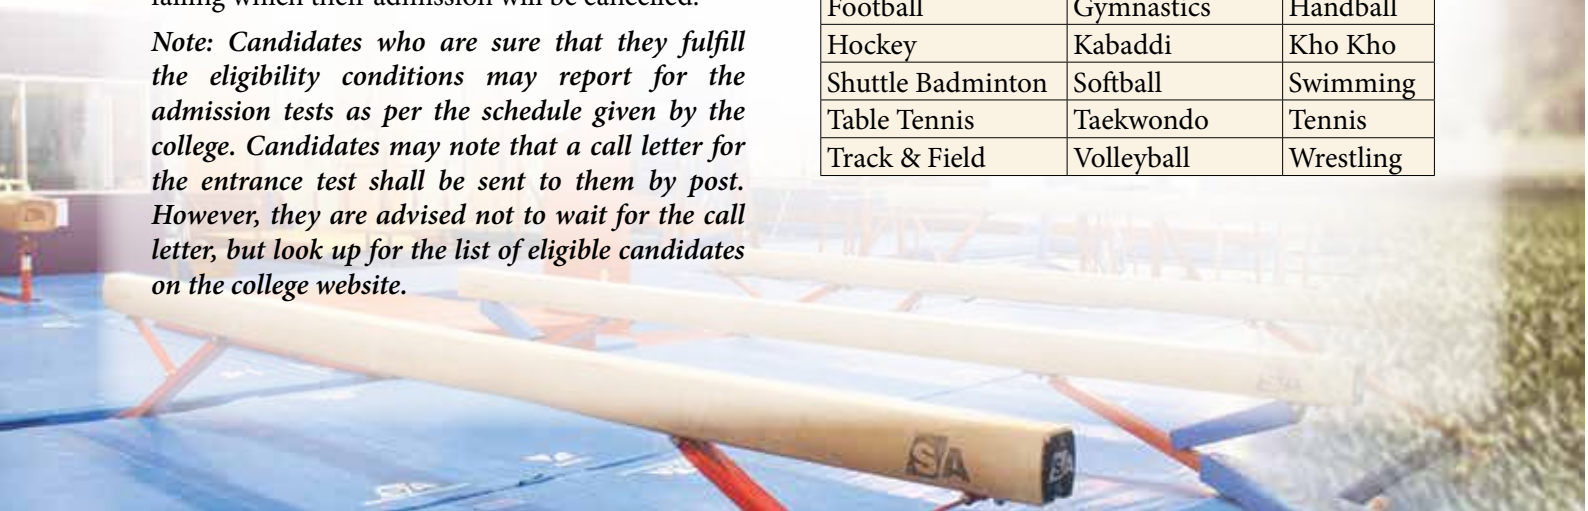 failing which their admission will be cancelled.
Note: Candidates who are sure that they fulfill
the eligibility conditions may report for the
admission tests as per the schedule given by the
college. Candidates may note that a call letter for
the entrance test shall be sent to them by post.
However, they are advised not to wait for the call
letter, but look up for the list of eligible candidates
on the college website.
Football Gymnastics Handball
Hockey Kabaddi Kho Kho
Shuttle Badminton Softball Swimming
Table Tennis Taekwondo Tennis
Track & Field Volleyball Wrestling
SA
SA